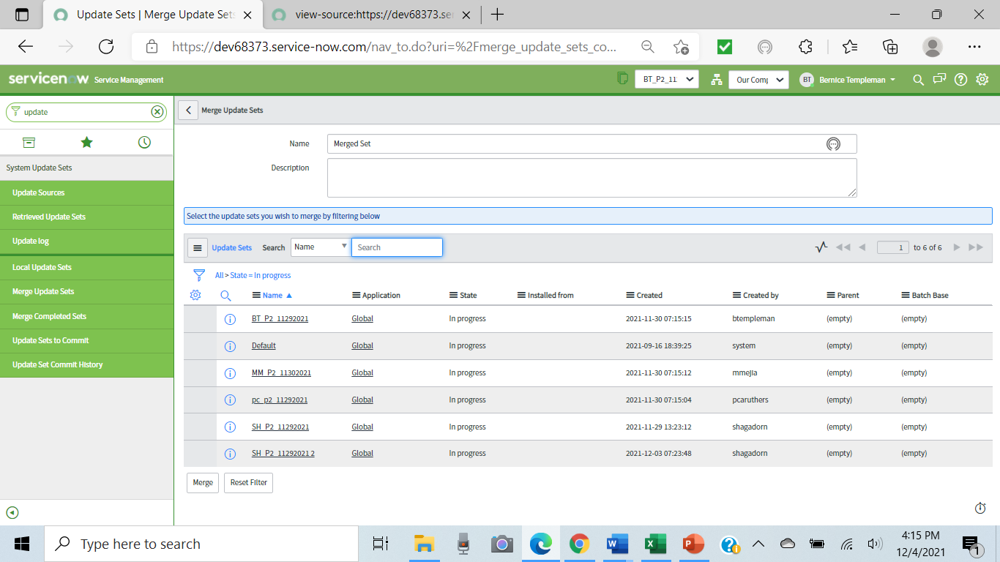 Update Sets | Merge Update Sets
view-source:https://dev68373.ser
https://dev68373.service-now.com/nav_to.do?uri=%2Fmerge_update_sets_co...
servicenow Service Management
BT_P2_11
Our Comp
BT Bernice Templeman
update
Merge Update Sets
System Update Sets
Update Sources
Retrieved Update Sets
Update log
Local Update Sets
Merge Update Sets
Merge Completed Sets
Update Sets to Commit
Update Set Commit History
Name Merged Set
Description
Select the update sets you wish to merge by filtering below
Update Sets Search Name Search 1 to 6 of 6
All > State = In progress
Name Application State Installed from Created Created by Parent Batch Base
BT_P2_11292021 Global In progress 2021-11-30 07:15:15 btempleman (empty) (empty)
Default Global In progress 2021-09-16 18:39:25 system (empty) (empty)
MM_P2_11302021 Global In progress 2021-11-30 07:15:12 mmejia (empty) (empty)
pc_p2_11292021 Global In progress 2021-11-30 07:15:04 pcaruthers (empty) (empty)
SH_P2_11292021 Global In progress 2021-11-29 13:23:12 shagadorn (empty) (empty)
SH_P2_11292021 2 Global In progress 2021-12-03 07:23:48 shagadorn (empty) (empty)
Merge Reset Filter
Type here to search
4:15 PM
12/4/2021
1